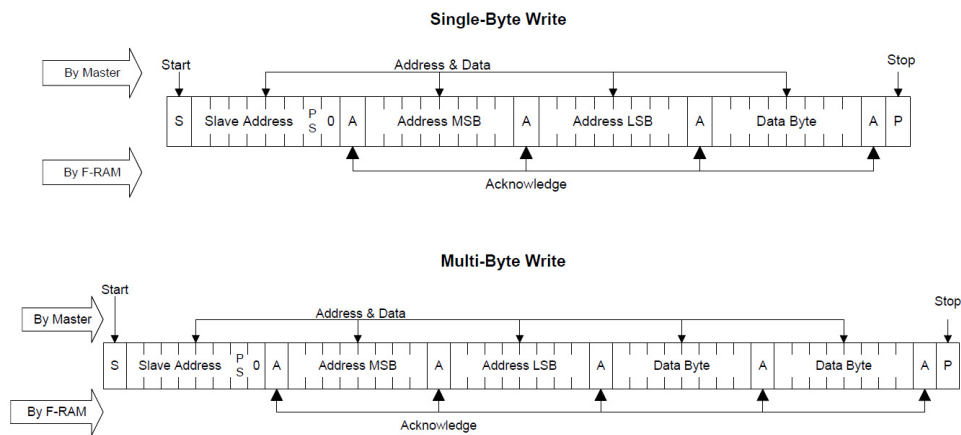 Single-Byte Write
By Master
Start
Address & Data
Stop
S Slave Address PS 0 A Address MSB A Address LSB A Data Byte A P
By F-RAM
Acknowledge
Multi-Byte Write
Start
By Master
Address & Data
Stop
S Slave Address PS 0 A Address MSB A Address LSB A Data Byte A Data Byte A P
By F-RAM
Acknowledge